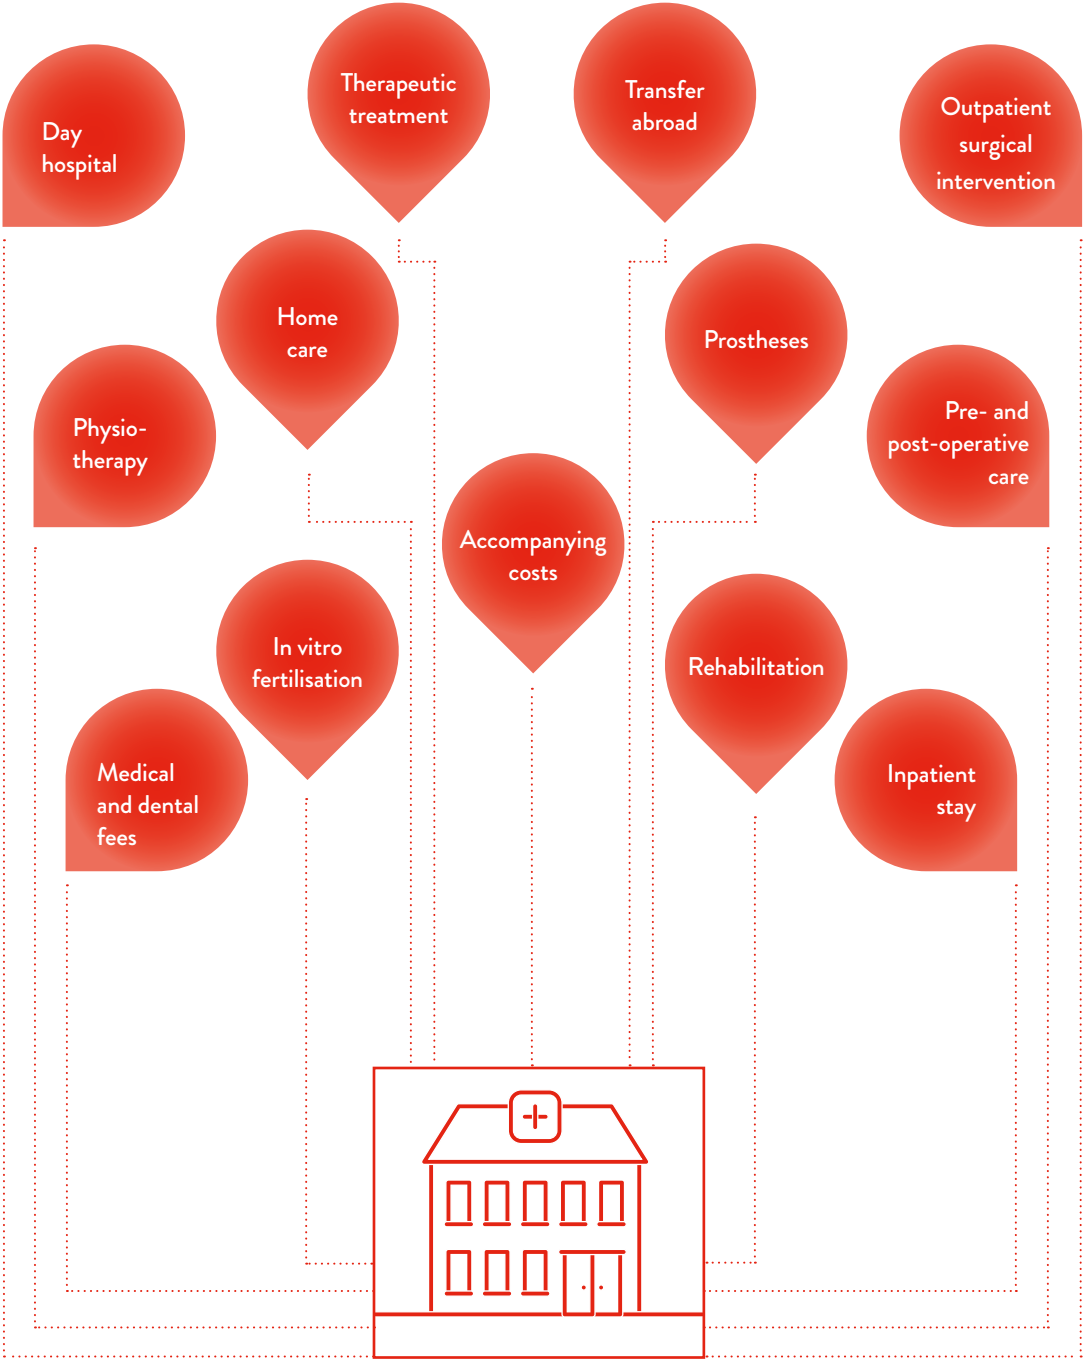 Day
hospital
Therapeutic
treatment
Transfer
abroad
Outpatient
surgical
intervention
Home
care
Prostheses
Physio-
therapy
Pre- and
post-operative
care
Accompanying
costs
In vitro
fertilisation
Rehabilitation
Medical
and dental
fees
Inpatient
stay